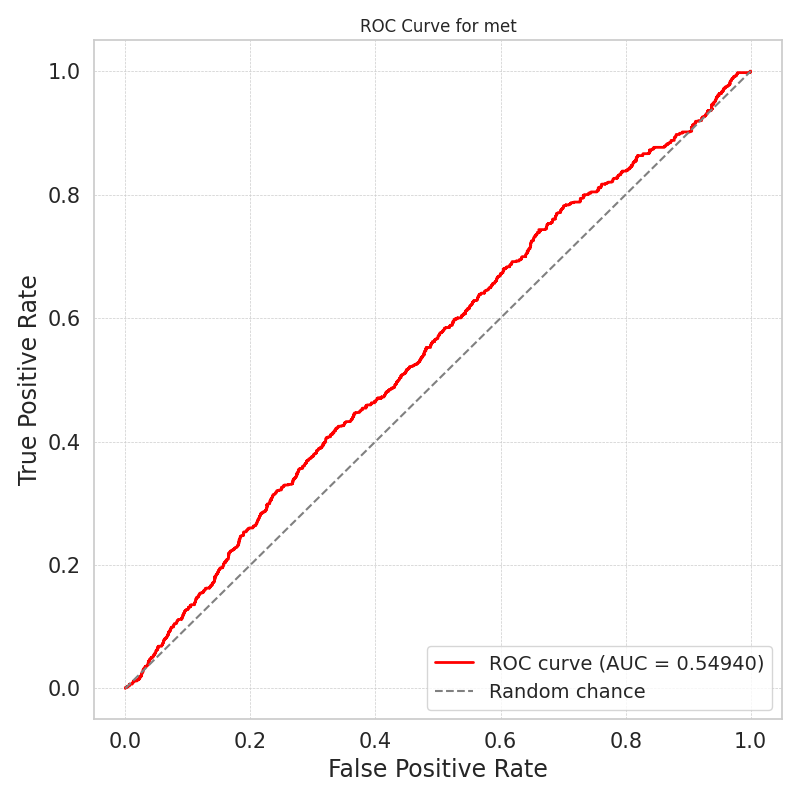 ROC Curve for met
True Positive Rate
1.0
0.8
0.6
0.4
0.2
0.0
0.0 0.2 0.4 0.6 0.8 1.0
False Positive Rate
ROC curve (AUC = 0.54940)
Random chance